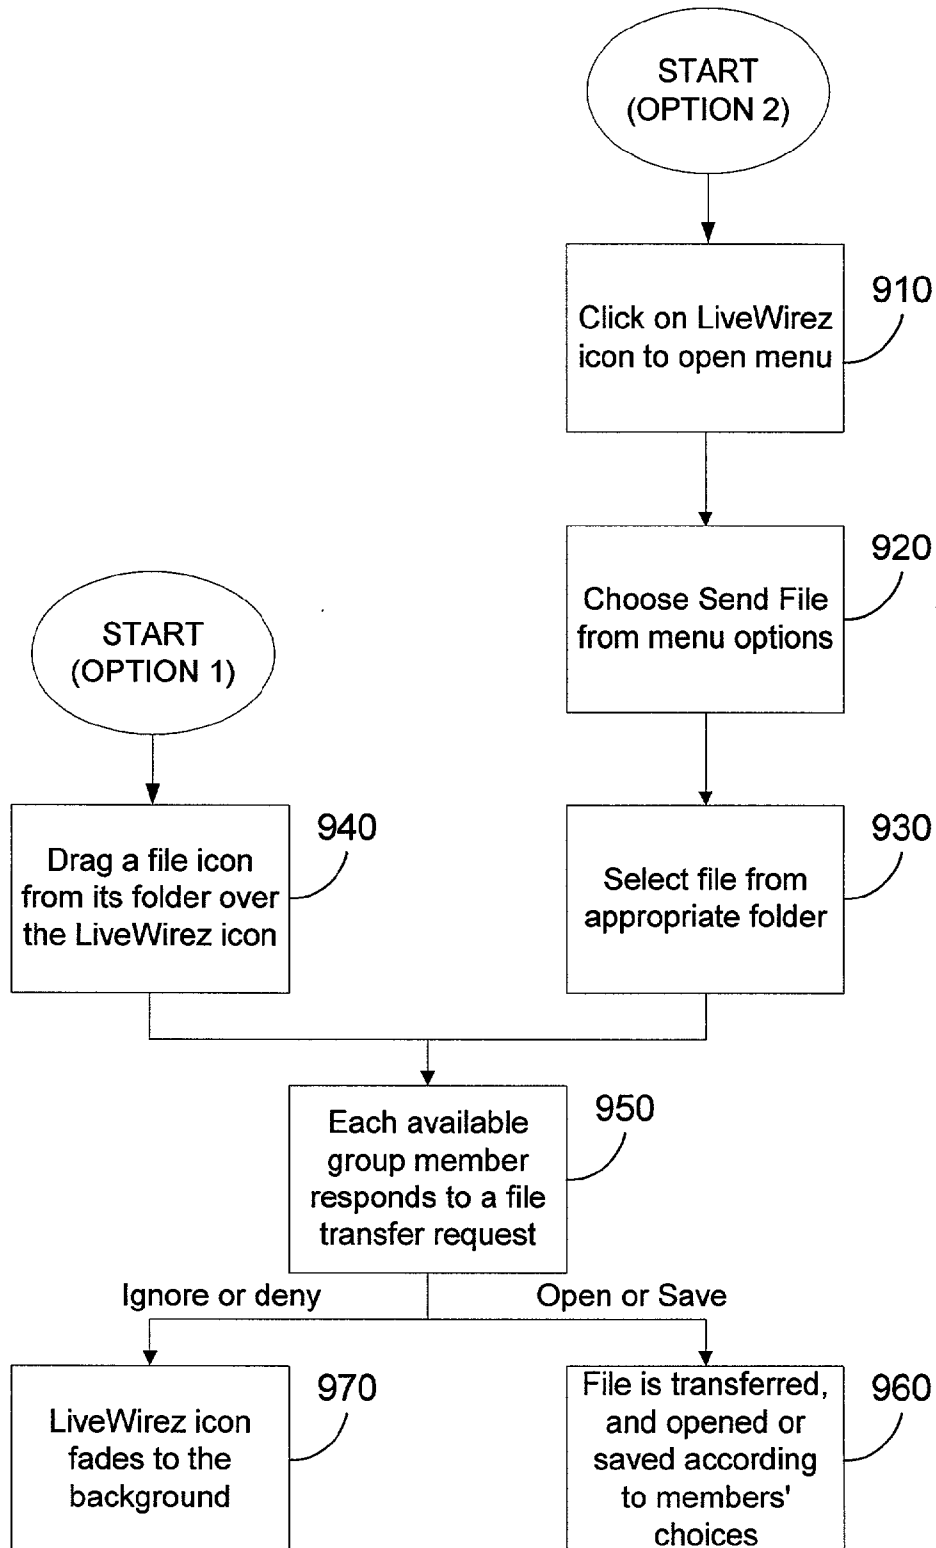 START
(OPTION 2)
910
Click on LiveWirez
icon to open menu
920
Choose Send File
from menu options
START
(OPTION 1)
940
Drag a file icon
from its folder over
the LiveWirez icon
930
Select file from
appropriate folder
950
Each available
group member
responds to a file
transfer request
Ignore or deny
Open or Save
970
LiveWirez icon
fades to the
background
960
File is transferred,
and opened or
saved according
to members'
choices